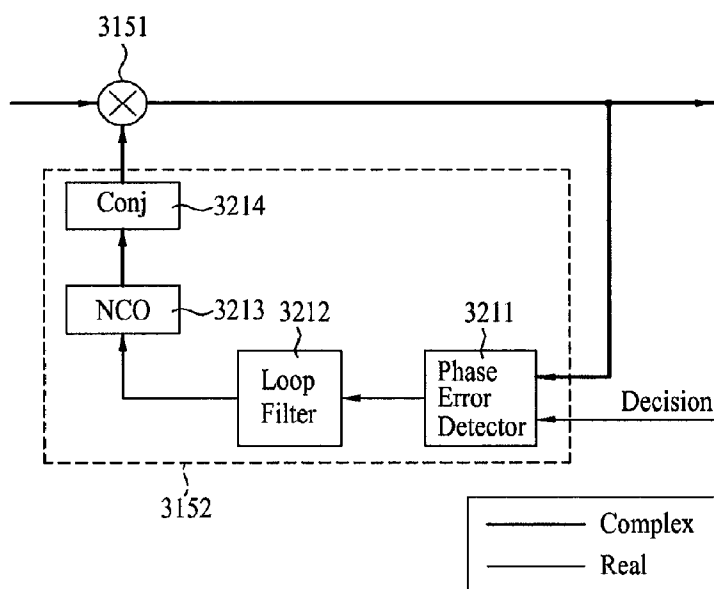 3151
Conj
3214
NCO
3213
3212
3211
Loop
Filter
Phase
Error
Detector
Decision
3152
Complex
Real